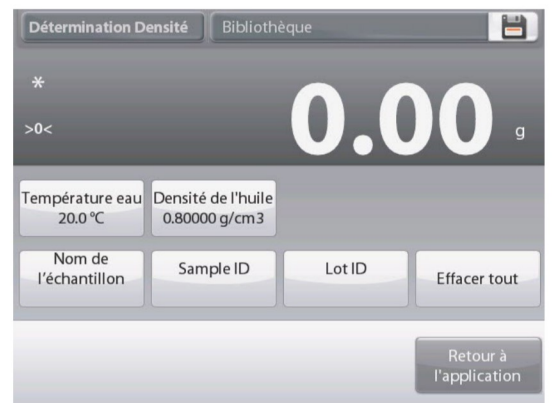 Détermination Densité Bibliothèque
*
>0<
0.00 g
Température eau Densité de l'huile
20.0 °C 0.80000 g/cm3
Nom de
l'échantillon Sample ID Lot ID Effacer tout
Retour à
l'application